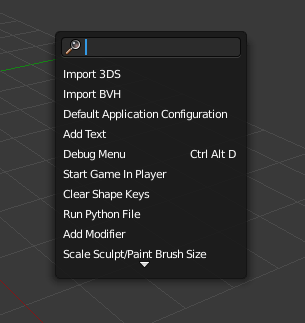 Import 3DS
Import BVH
Default Application Configuration
Add Text
Debug Menu Ctrl Alt D
Start Game In Player
Clear Shape Keys
Run Python File
Add Modifier
Scale Sculpt/Paint Brush Size